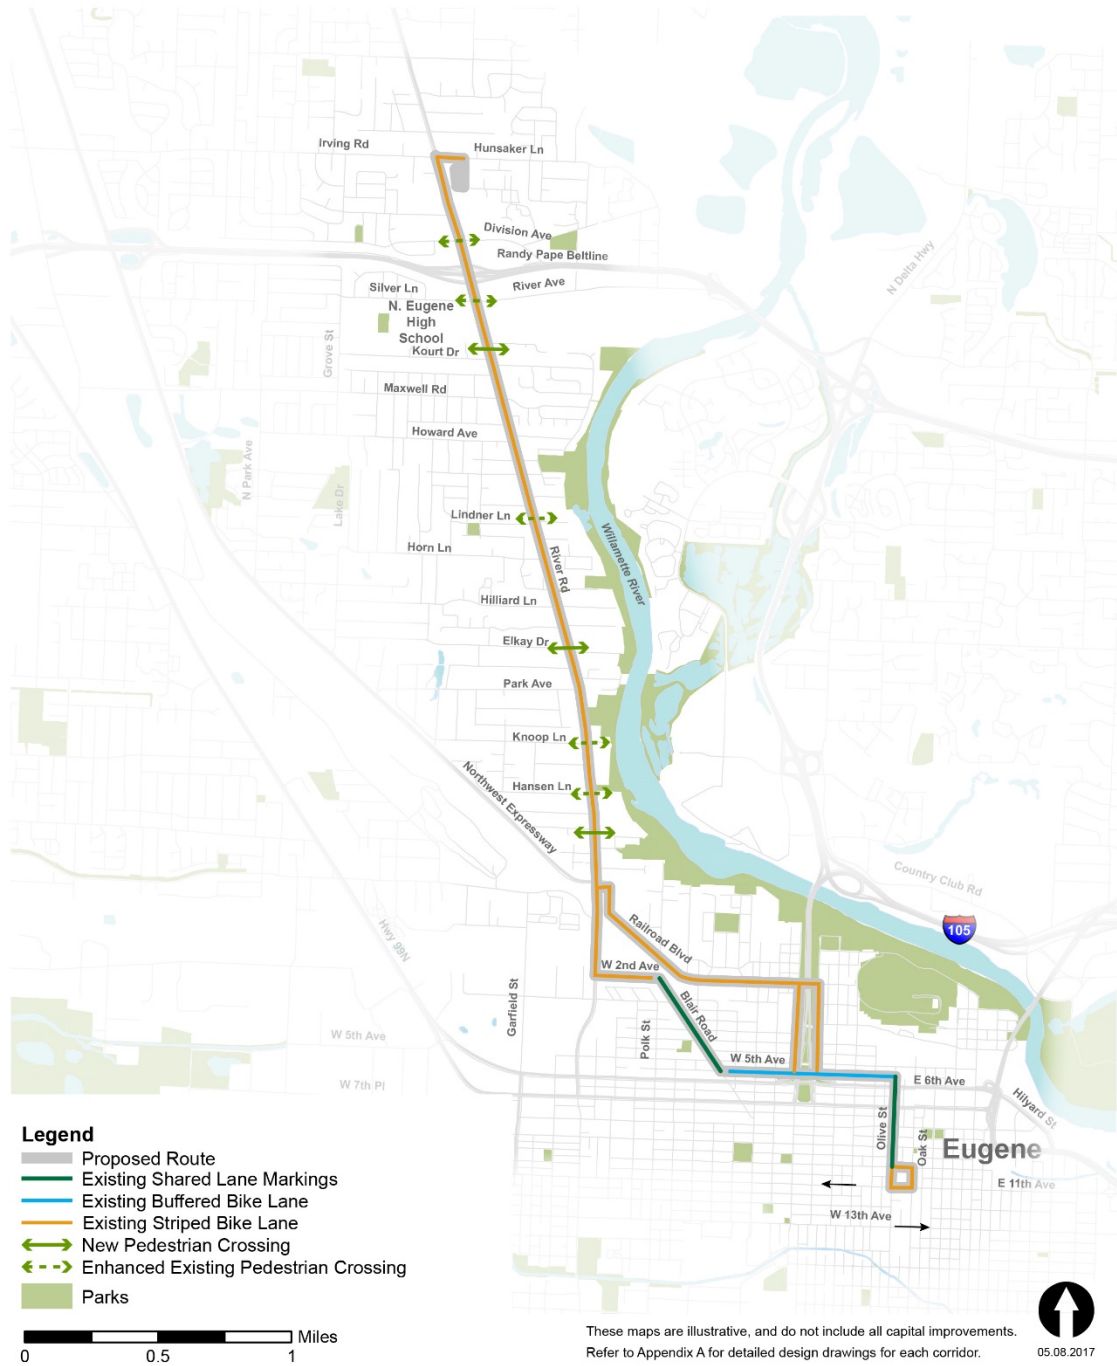 Irving Rd
Hunsaker Ln
Division Ave
Randy Pape Beltline
N Delta Hwy
Silver Ln
River Ave
N. Eugene
High
School
Grove St
Kourt Dr
Maxwell Rd
Howard Ave
N Park Ave
Lake Dr
Lindner Ln
Horn Ln
River Rd
Willamette River
Hilliard Ln
Elkay Dr
Park Ave
Knoop Ln
Northwest Expressway
Hansen Ln
Country Club Rd
105
Hwy 99N
Railroad Blvd
W 2nd Ave
Garfield St
Blair Road
Polk St
W 5th Ave
W 5th Ave
W 7th Pl
E 6th Ave
Hilyard St
Olive St
Oak St
Eugene
E 11th Ave
W 13th Ave
Legend
Proposed Route
Existing Shared Lane Markings
Existing Buffered Bike Lane
Existing Striped Bike Lane
New Pedestrian Crossing
Enhanced Existing Pedestrian Crossing
Parks
Miles
0 0.5 1
These maps are illustrative, and do not include all capital improvements.
Refer to Appendix A for detailed design drawings for each corridor.
05.08.2017